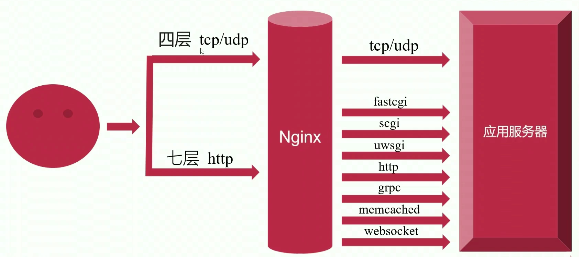 四层 tcp/udp
k
七层 http
Nginx
tcp/udp
fastcgi
scgi
uwsgi
http
grpc
memcached
websocket
应用服务器